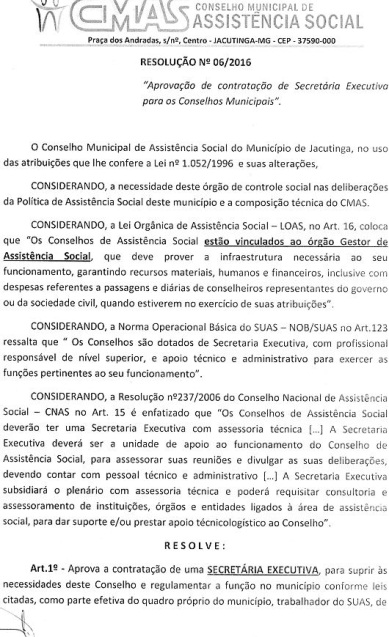 CMAS
CONSELHO MUNICIPAL DE
ASSISTÊNCIA SOCIAL
Praça dos Andradas, s/nº, Centro - JACUTINGA-MG - CEP - 37590-000
RESOLUÇÃO Nº 06/2016
"Aprovação de contratação de Secretária Executiva
para os Conselhos Municipais".
O Conselho Municipal de Assistência Social do Município de Jacutinga, no uso
das atribuições que lhe confere a Lei nº 1.052/1996 e suas alterações,
CONSIDERANDO, a necessidade deste órgão de controle social nas deliberações
da Política de Assistência Social deste município e a composição técnica do CMAS.
CONSIDERANDO, a Lei Orgânica de Assistência Social – LOAS, no Art. 16, coloca
que "Os Conselhos de Assistência Social estão vinculados ao órgão Gestor de
Assistência Social, que deve prover a infraestrutura necessária ao seu
funcionamento, garantindo recursos materiais, humanos e financeiros, inclusive com
despesas referentes a passagens e diárias de conselheiros representantes do governo
ou da sociedade civil, quando estiverem no exercício de suas atribuições".
CONSIDERANDO, a Norma Operacional Básica do SUAS – NOB/SUAS no Art.123
ressalta que " Os Conselhos são dotados de Secretaria Executiva, com profissional
responsável de nível superior, e apoio técnico e administrativo para exercer as
funções pertinentes ao seu funcionamento".
CONSIDERANDO, a Resolução nº237/2006 do Conselho Nacional de Assistência
Social – CNAS no Art. 15 é enfatizado que "Os Conselhos de Assistência Social
deverão ter uma Secretaria Executiva com assessoria técnica [...] A Secretaria
Executiva deverá ser a unidade de apoio ao funcionamento do Conselho de
Assistência Social, para assessorar suas reuniões e divulgar as suas deliberações,
devendo contar com pessoal técnico e administrativo [...] A Secretaria Executiva
subsidiará o plenário com assessoria técnica e poderá requisitar consultoria e
assessoramento de instituições, órgãos e entidades ligados à área de assistência
social, para dar suporte e/ou prestar apoio técnicologístico ao Conselho".
R E S O L V E :
Art.1º - Aprova a contratação de uma SECRETÁRIA EXECUTIVA, para suprir às
necessidades deste Conselho e regulamentar a função no município conforme leis
citadas, como parte efetiva do quadro próprio do município, trabalhador do SUAS, de